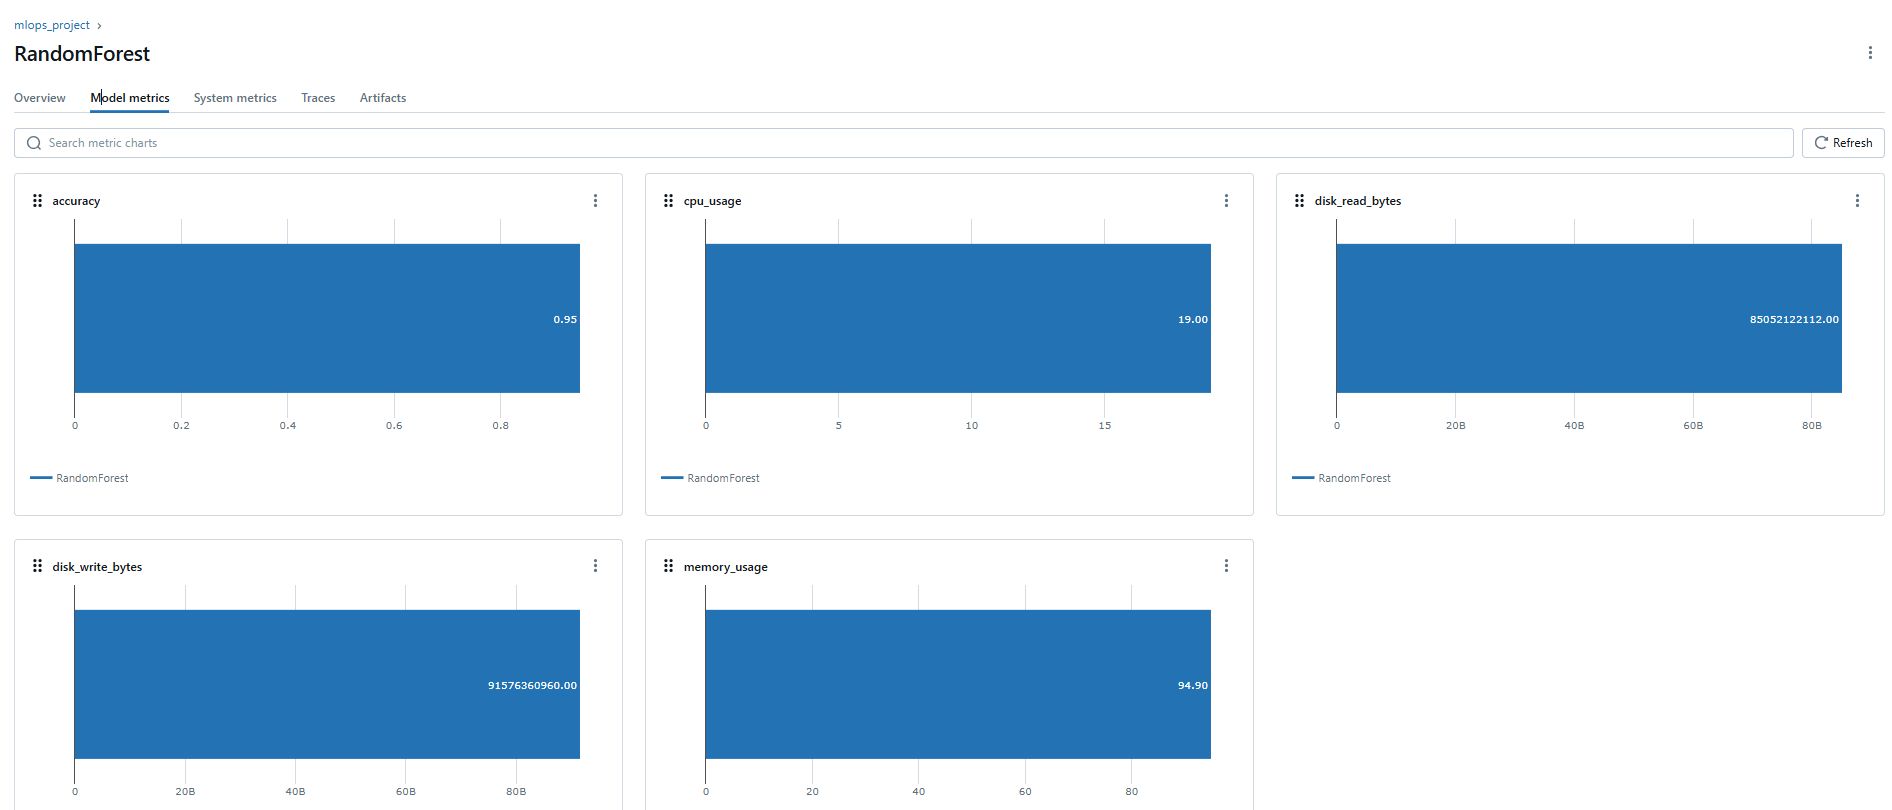 mlops_project ›
RandomForest
Overview Model metrics System metrics Traces Artifacts
Search metric charts
Refresh
accuracy
0.95
0 0.2 0.4 0.6 0.8
RandomForest
cpu_usage
19.00
0 5 10 15
RandomForest
disk_read_bytes
85052122112.00
0 20B 40B 60B 80B
RandomForest
disk_write_bytes
91576360960.00
0 20B 40B 60B 80B
memory_usage
94.90
0 20 40 60 80